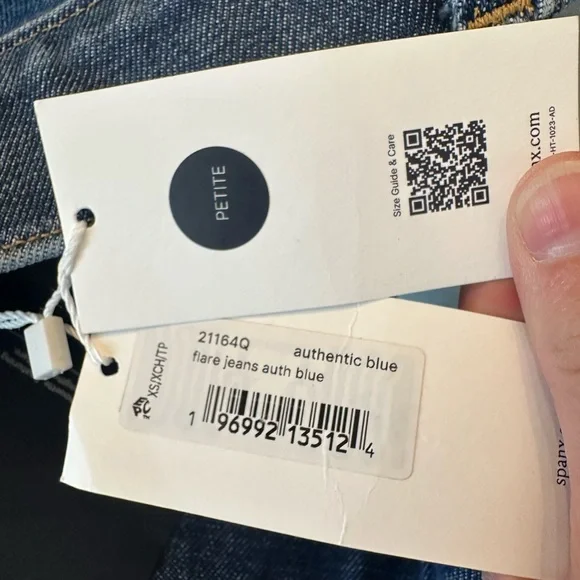 PETITE
Size Guide & Care
x.com
-HT-1023-AD
21164Q authentic blue
flare jeans auth blue
XS/XCH/TP
1 96992 13512 4
spanx